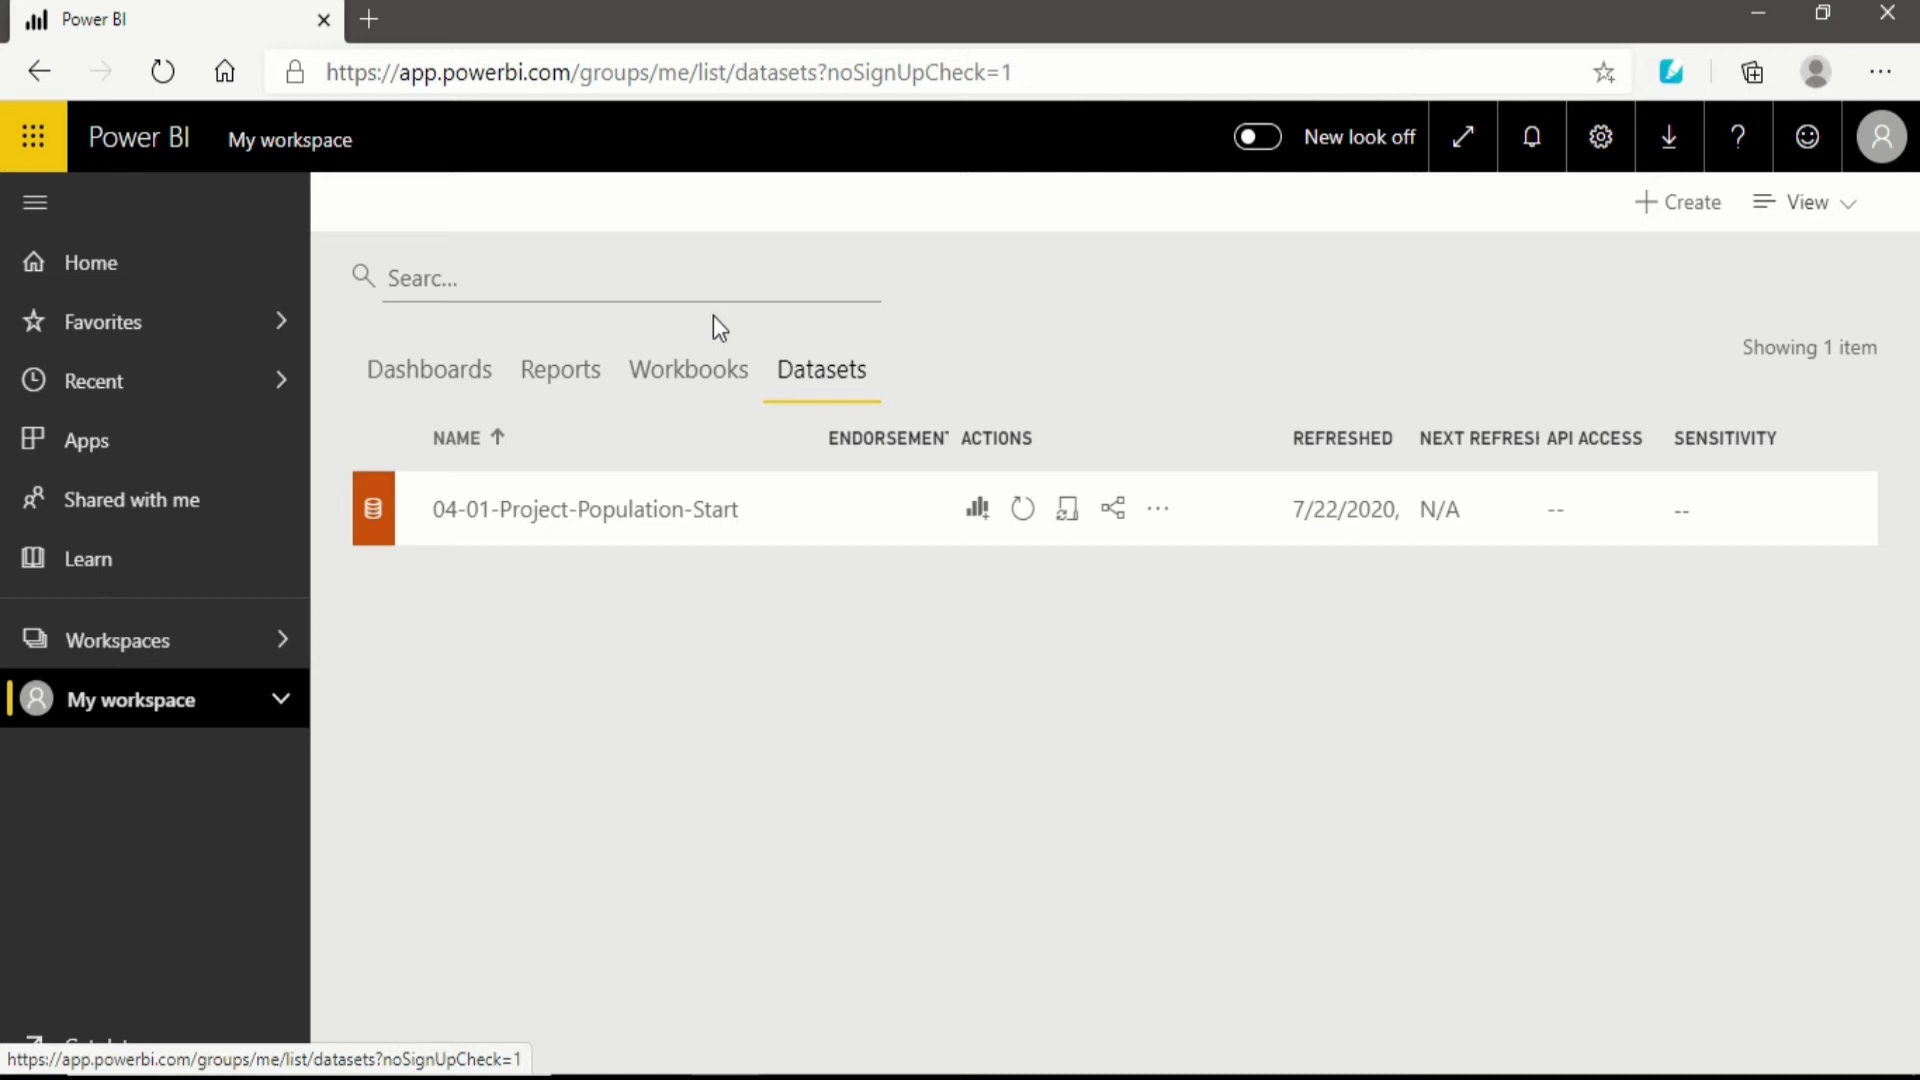 Power BI
https://app.powerbi.com/groups/me/list/datasets?noSignUpCheck=1
Power BI My workspace New look off
Create View
Home
Searc...
Favorites
Showing 1 item
Dashboards Reports Workbooks Datasets
Recent
NAME ENDORSEMEN ACTIONS REFRESHED NEXT REFRESI API ACCESS SENSITIVITY
Apps
Shared with me
04-01-Project-Population-Start 7/22/2020, N/A -- --
Learn
Workspaces
My workspace
https://app.powerbi.com/groups/me/list/datasets?noSignUpCheck=1